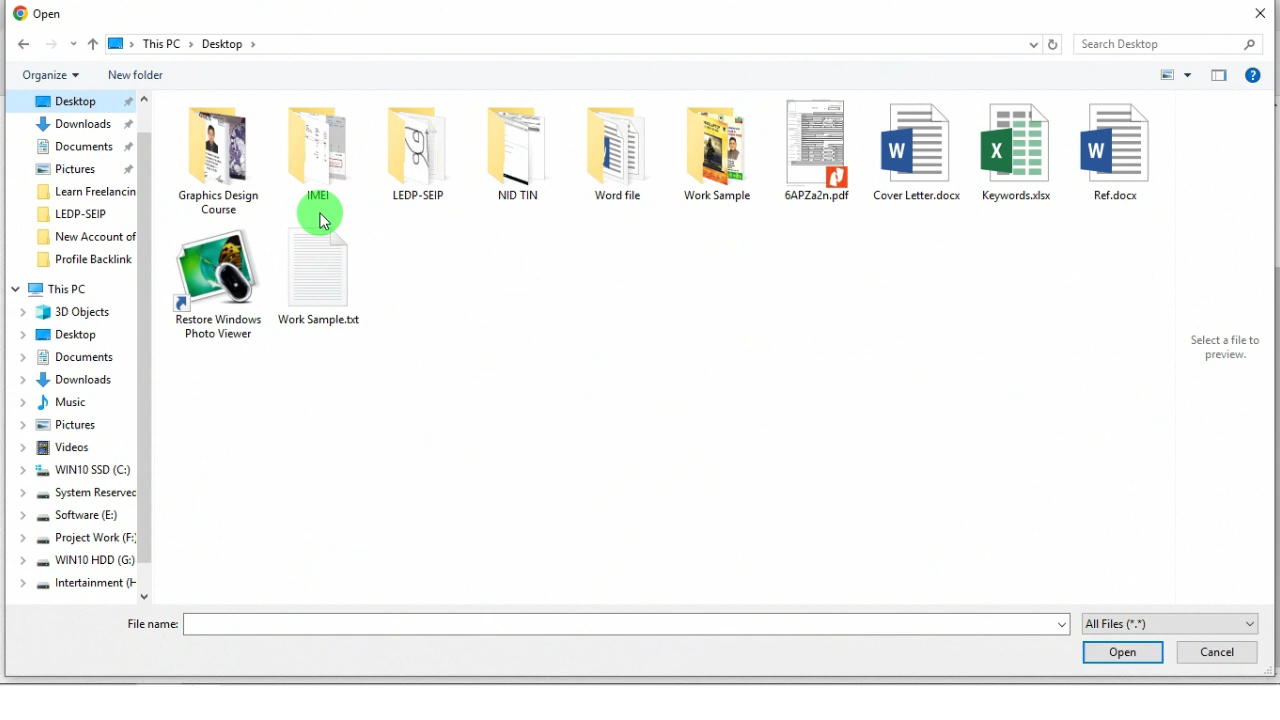 Open
This PC
Desktop
Search Desktop
Organize
New folder
Desktop
Downloads
Documents
Pictures
Learn Freelancin
LEDP-SEIP
New Account of
Profile Backlink
This PC
3D Objects
Desktop
Documents
Downloads
Music
Pictures
Videos
WIN10 SSD (C:)
System Reserved
Software (E:)
Project Work (F:)
WIN10 HDD (G:)
Intertainment (H
Graphics Design
Course
IMEI
LEDP-SEIP
NID TIN
Word file
Work Sample
6APZa2n.pdf
Cover Letter.docx
Keywords.xlsx
Ref.docx
Restore Windows
Photo Viewer
Work Sample.txt
Select a file to
preview.
File name:
All Files (*.*)
Open
Cancel